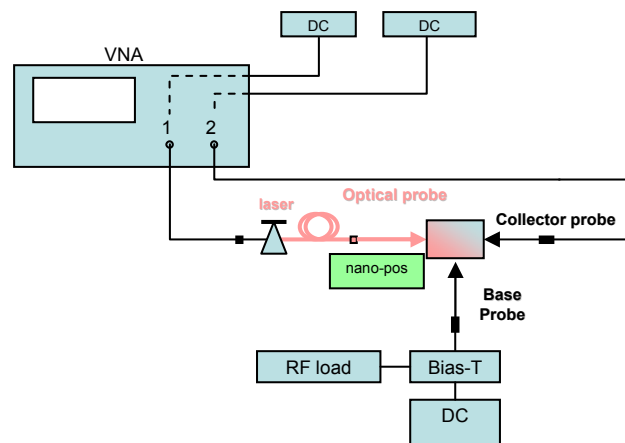 DC
DC
VNA
1
2
laser
Optical probe
Collector probe
nano-pos
Base
Probe
RF load
Bias-T
DC